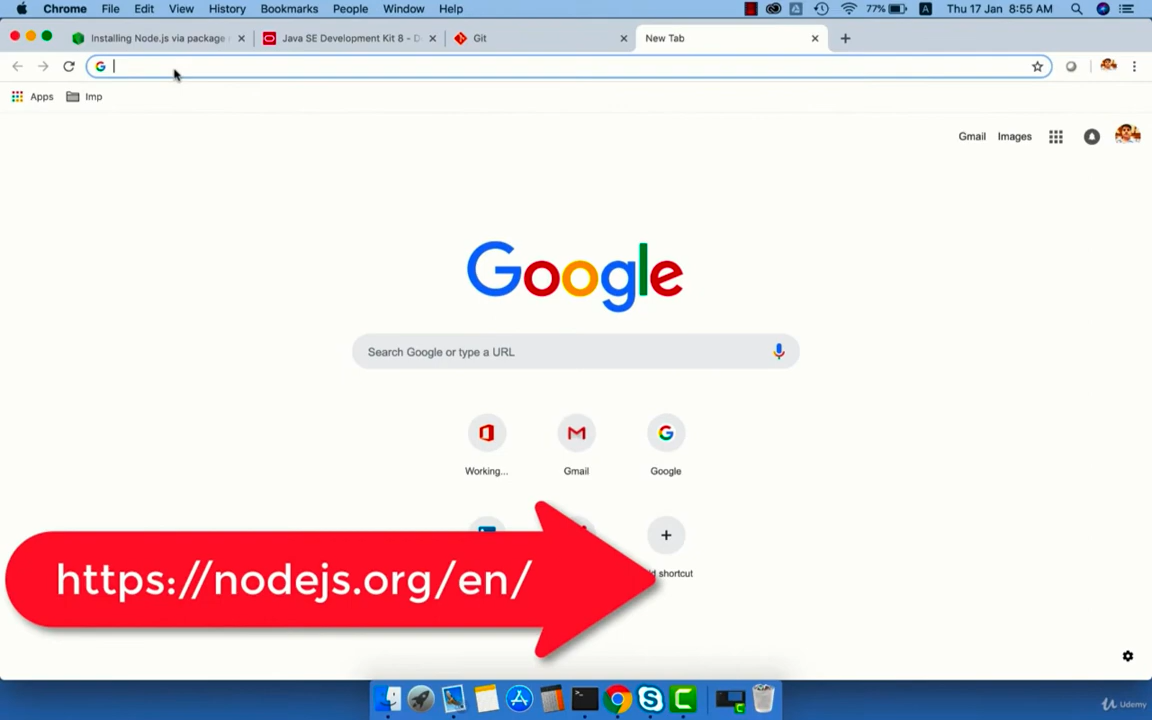 Chrome File Edit View History Bookmarks People Window Help 77% A Thu 17 Jan 8:55 AM
Installing Node.js via package Java SE Development Kit 8 - D Git New Tab
Apps Imp
Gmail Images
Google
Search Google or type a URL
Working... Gmail Google
https://nodejs.org/en/
shortcut
Udemy